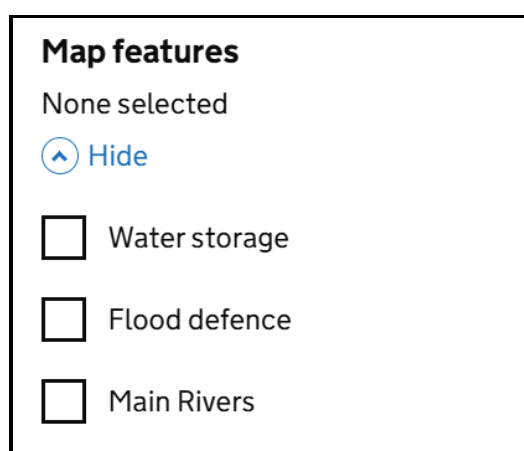 Map features
None selected
Hide
Water storage
Flood defence
Main Rivers